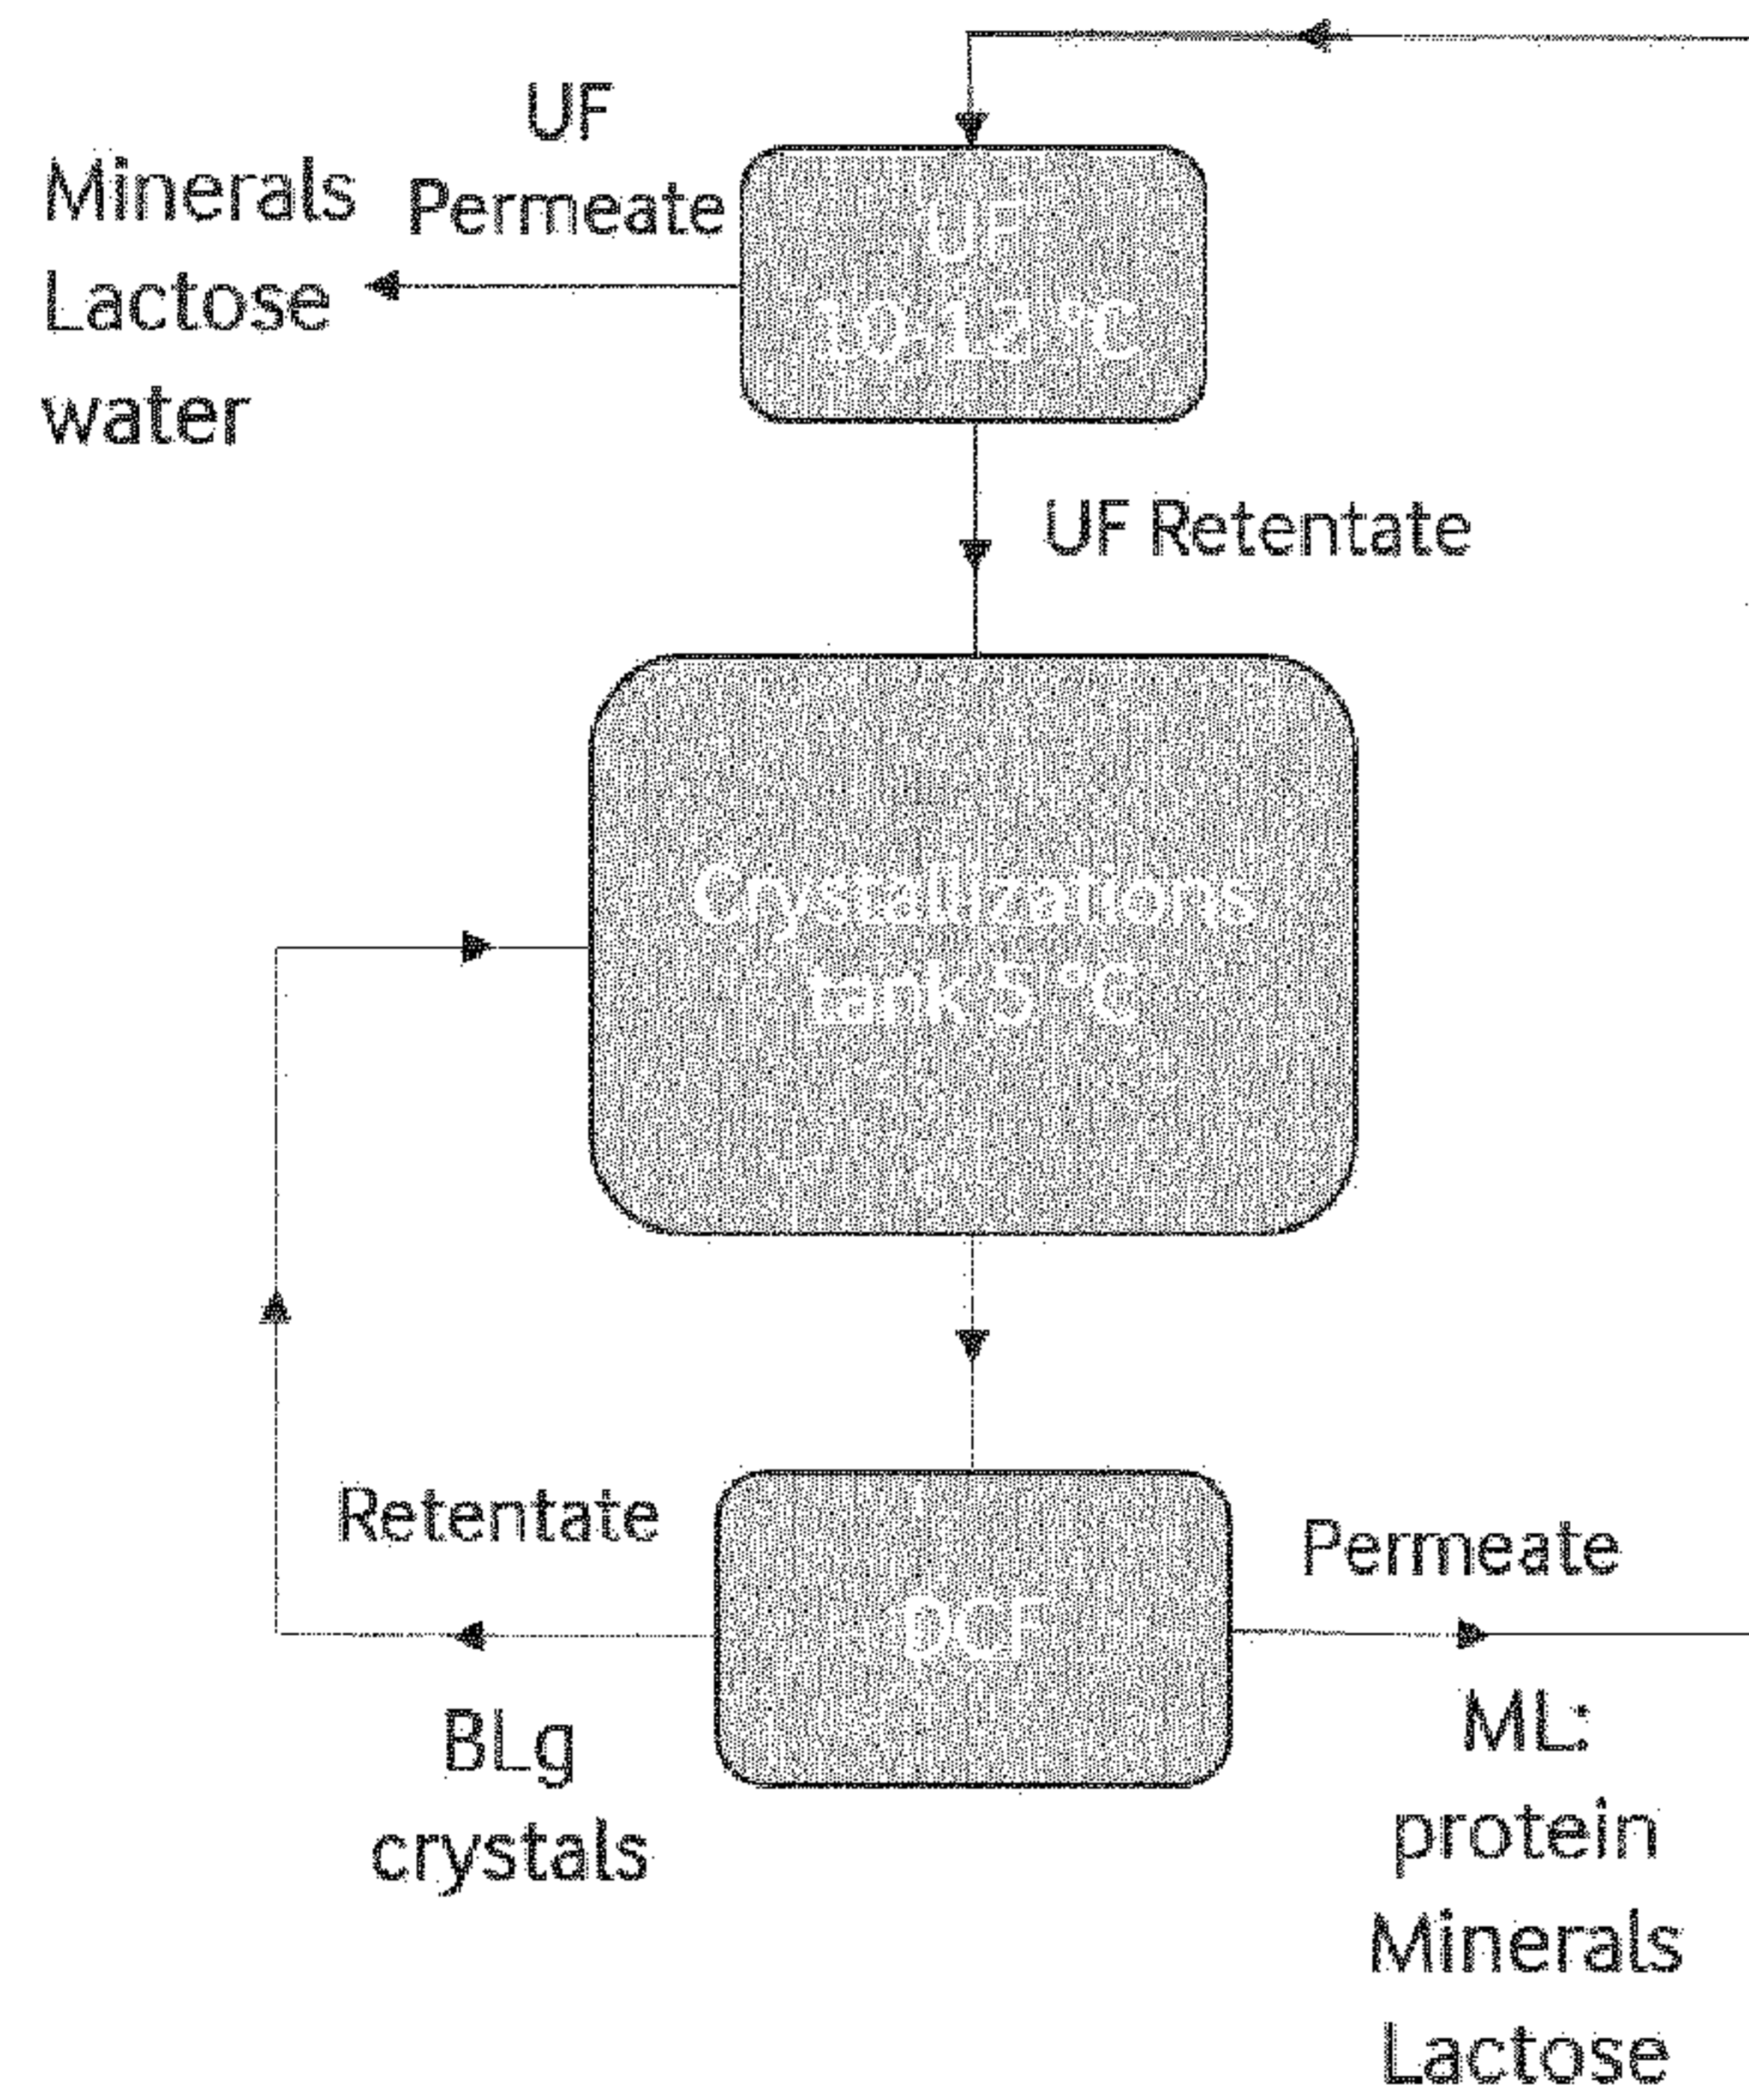 UF
Permeate
Minerals
Lactose
water
UF
10-12 °C
UF Retentate
Crystallizations
tank 5 °C
Retentate
BLg
crystals
DCF
Permeate
ML:
protein
Minerals
Lactose